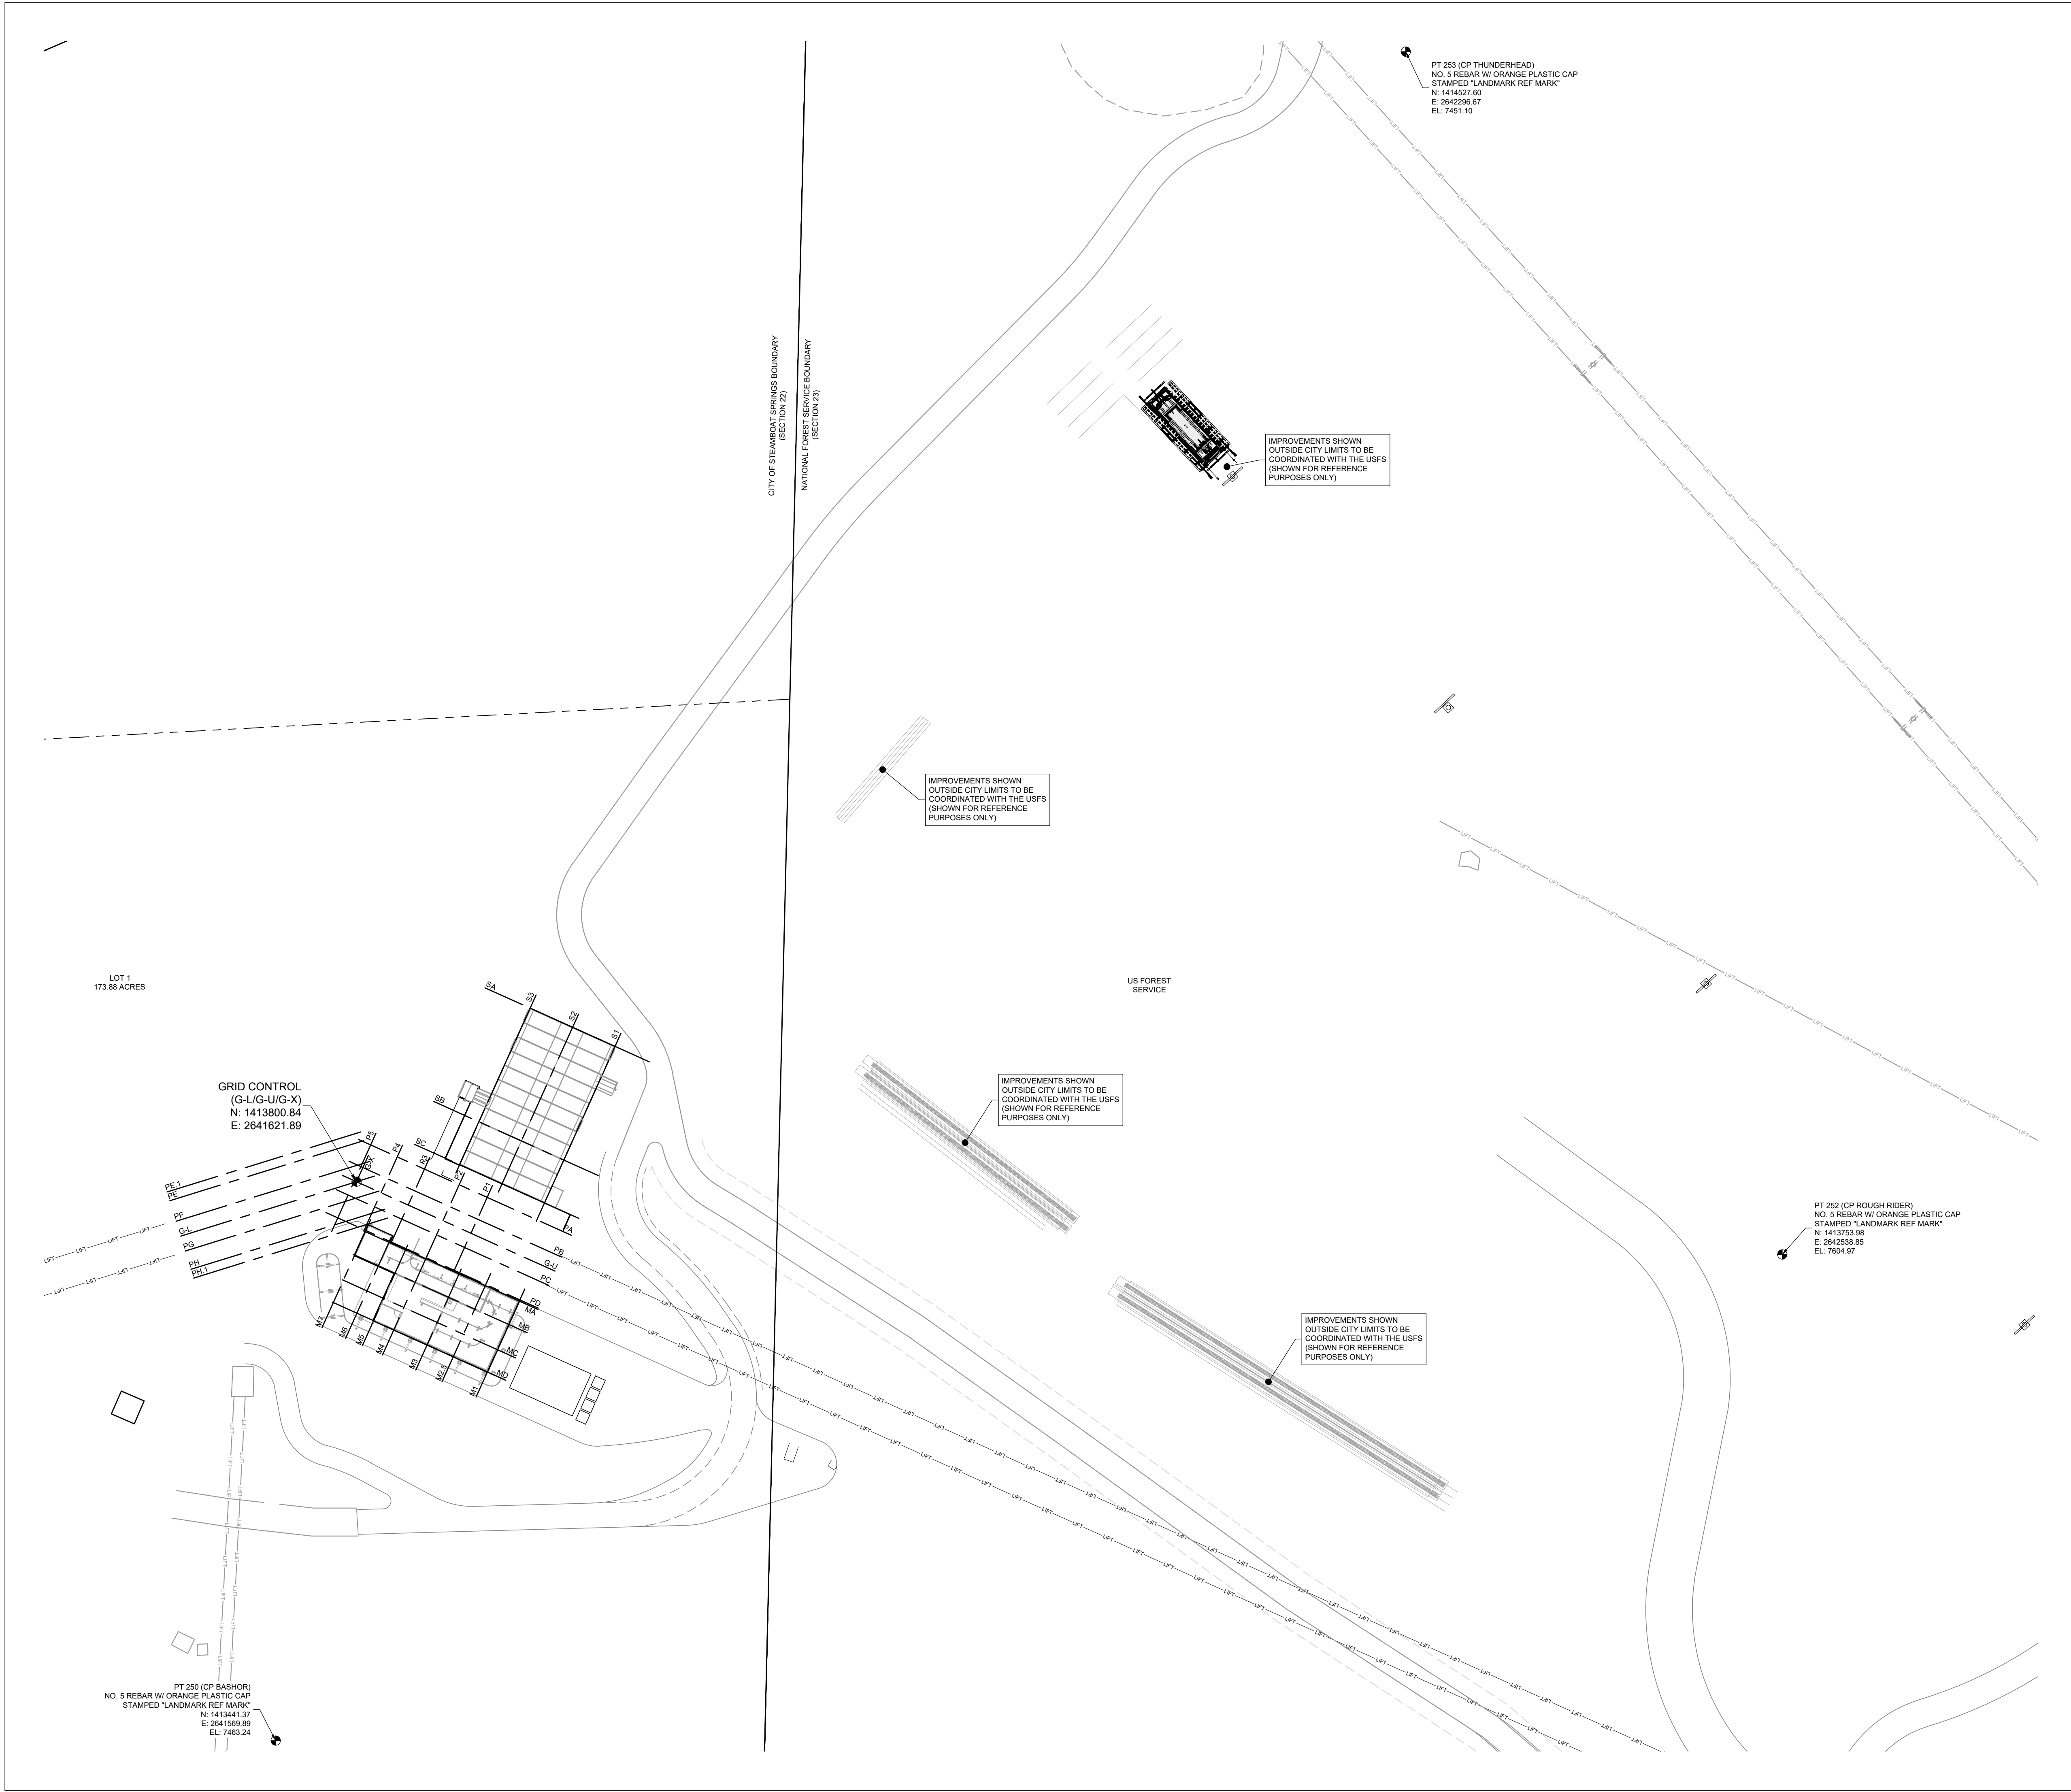 PT 253 (CP THUNDERHEAD)
NO. 5 REBAR W/ ORANGE PLASTIC CAP
STAMPED "LANDMARK REF MARK"
N: 1414527.60
E: 2642296.67
EL: 7451.10
CITY OF STEAMBOAT SPRINGS BOUNDARY
(SECTION 22)
NATIONAL FOREST SERVICE BOUNDARY
(SECTION 23)
IMPROVEMENTS SHOWN
OUTSIDE CITY LIMITS TO BE
COORDINATED WITH THE USFS
(SHOWN FOR REFERENCE
PURPOSES ONLY)
IMPROVEMENTS SHOWN
OUTSIDE CITY LIMITS TO BE
COORDINATED WITH THE USFS
(SHOWN FOR REFERENCE
PURPOSES ONLY)
LOT 1
173.88 ACRES
US FOREST
SERVICE
SA
S3
S2
S1
GRID CONTROL
(G-L/G-U/G-X)
N: 1413800.84
E: 2641621.89
SB
SC
IMPROVEMENTS SHOWN
OUTSIDE CITY LIMITS TO BE
COORDINATED WITH THE USFS
(SHOWN FOR REFERENCE
PURPOSES ONLY)
P5
P4
R3
L
P2
P1
G-X
PE.1
PE
PF
G-L
PG
PH
PH.1
PA
PB
G-U
PC
PD
MA
MB
MC
MD
M7
M6
M5
M4
M3
M2.5
M1
LIFT
PT 252 (CP ROUGH RIDER)
NO. 5 REBAR W/ ORANGE PLASTIC CAP
STAMPED "LANDMARK REF MARK"
N: 1413753.98
E: 2642538.85
EL: 7604.97
IMPROVEMENTS SHOWN
OUTSIDE CITY LIMITS TO BE
COORDINATED WITH THE USFS
(SHOWN FOR REFERENCE
PURPOSES ONLY)
PT 250 (CP BASHOR)
NO. 5 REBAR W/ ORANGE PLASTIC CAP
STAMPED "LANDMARK REF MARK"
N: 1413441.37
E: 2641569.89
EL: 7463.24